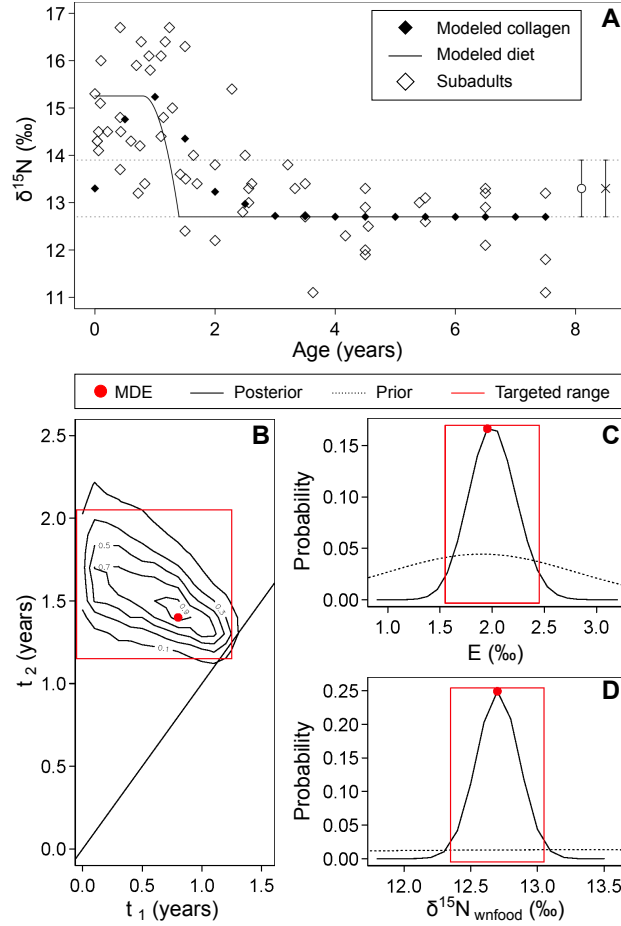 A
Modeled collagen
Modeled diet
Subadults
17
16
15
14
13
12
11
δ¹⁵N (‰)
0 2 4 6 8
Age (years)
MDE Posterior Prior Targeted range
B
2.5
2.0
1.5
1.0
0.5
0.0
t₂ (years)
0.5
0.7
0.9
0.3
0.1
0.0 0.5 1.0 1.5
t₁ (years)
C
0.15
0.10
0.05
0.00
Probability
1.0 1.5 2.0 2.5 3.0
E (‰)
D
0.25
0.20
0.15
0.10
0.05
0.00
Probability
12.0 12.5 13.0 13.5
δ¹⁵N wnfood (‰)